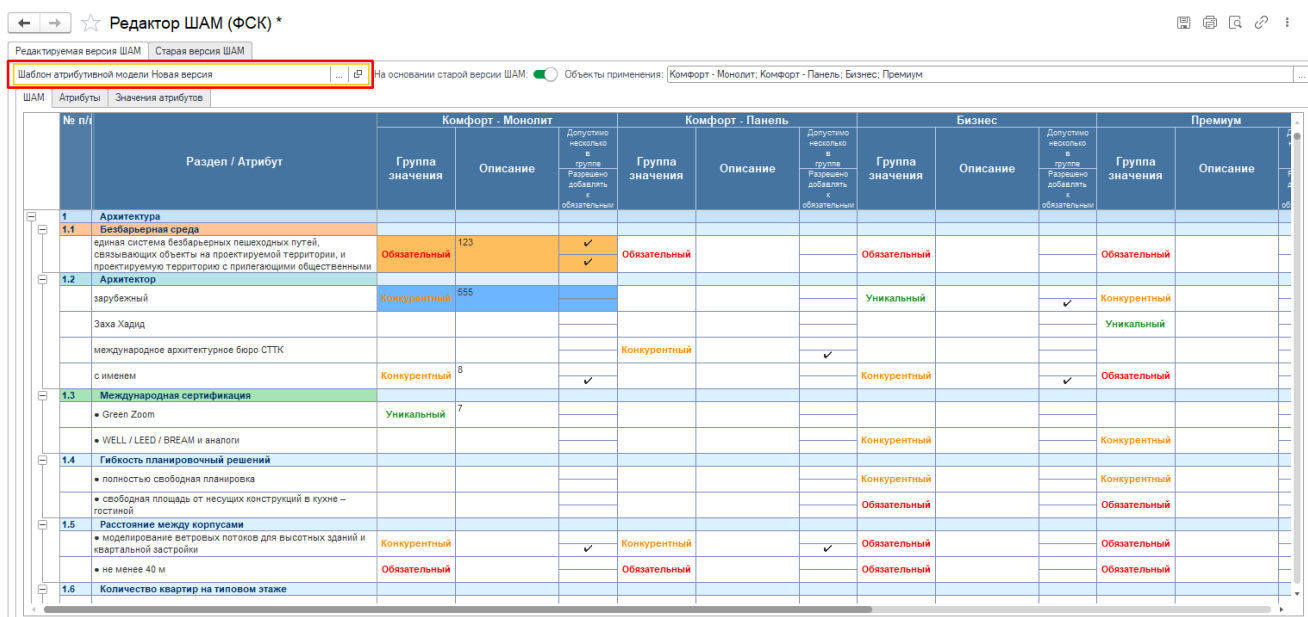 Редактор ШАМ (ФСК) *
Редактируемая версия ШАМ Старая версия ШАМ
Шаблон атрибутивной модели Новая версия ... На основании старой версии ШАМ: Объекты применения: Комфорт - Монолит; Комфорт - Панель; Бизнес; Премиум ...
ШАМ Атрибуты Значения атрибутов
№ п/ Раздел / Атрибут Комфорт - Монолит Комфорт - Панель Бизнес Премиум
Группа значения Описание Допустимо несколько в группе Разрешено добавлять к обязательным Группа значения Описание Допустимо несколько в группе Разрешено добавлять к обязательным Группа значения Описание Допустимо несколько в группе Разрешено добавлять к обязательным Группа значения Описание
1 Архитектура
1.1 Безбарьерная среда
единая система безбарьерных пешеходных путей,
связывающих объекты на проектируемой территории, и
проектируемую территорию с прилегающими общественными
Обязательный 123 ✓ ✓ Обязательный Обязательный Обязательный
1.2 Архитектор
зарубежный Конкурентный 555 Уникальный ✓ Конкурентный
Заха Хадид Уникальный
международное архитектурное бюро СТТК Конкурентный ✓
с именем Конкурентный 8 ✓ Конкурентный ✓ Обязательный
1.3 Международная сертификация
• Green Zoom Уникальный 7
• WELL / LEED / BREAM и аналоги Конкурентный Конкурентный
1.4 Гибкость планировочный решений
• полностью свободная планировка Конкурентный Конкурентный
• свободная площадь от несущих конструкций в кухне –
гостиной Обязательный Обязательный
1.5 Расстояние между корпусами
• моделирование ветровых потоков для высотных зданий и
квартальной застройки Конкурентный ✓ Конкурентный ✓ Обязательный Обязательный
• не менее 40 м Обязательный Обязательный Обязательный Обязательный
1.6 Количество квартир на типовом этаже